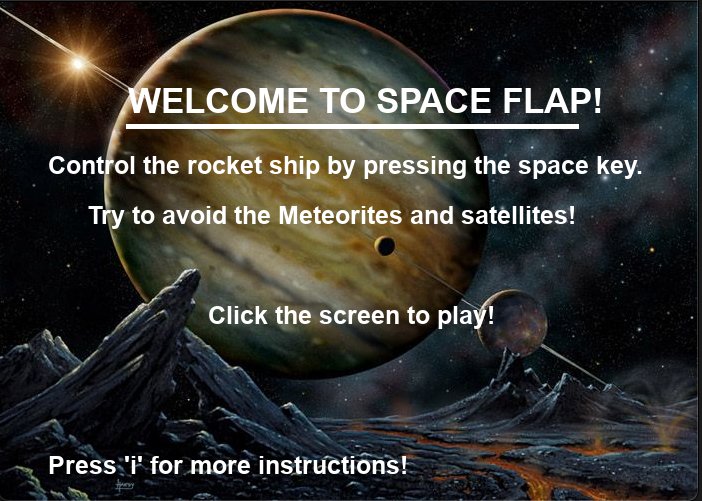 WELCOME TO SPACE FLAP!
Control the rocket ship by pressing the space key.
Try to avoid the Meteorites and satellites!
Click the screen to play!
Press 'i' for more instructions!